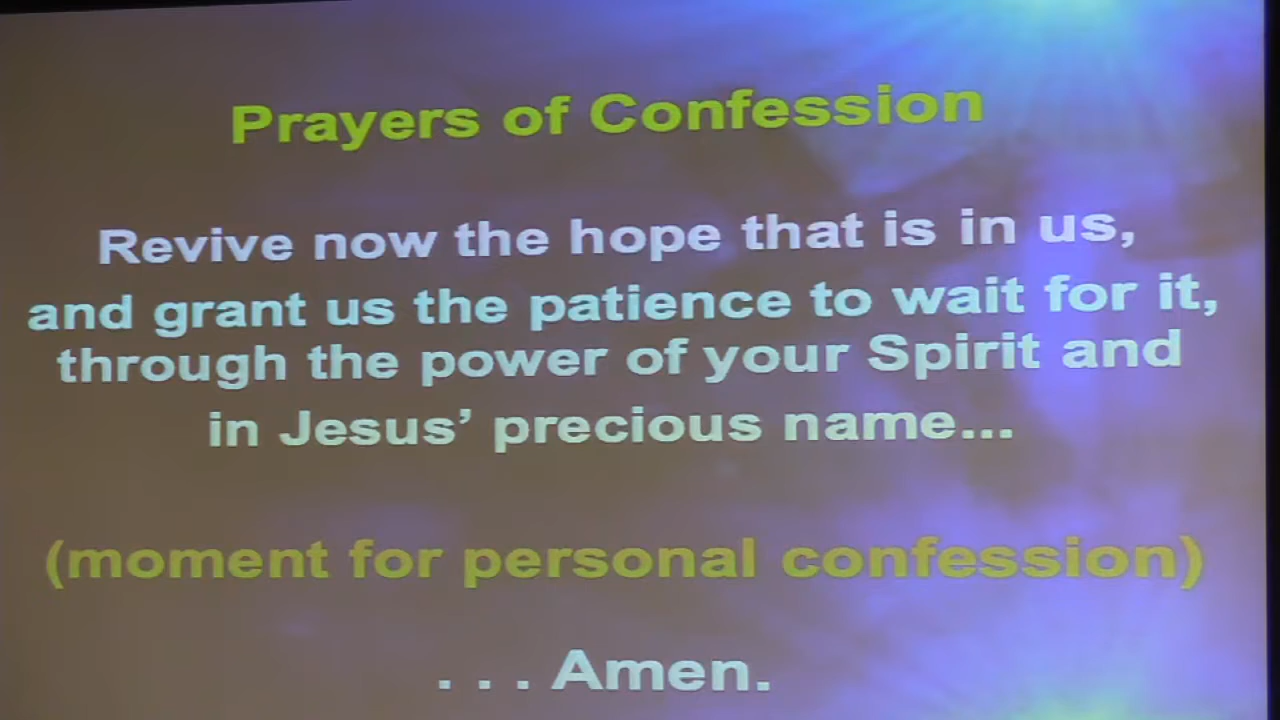 Prayers of Confession
Revive now the hope that is in us,
and grant us the patience to wait for it,
through the power of your Spirit and
in Jesus’ precious name...
(moment for personal confession)
. . . Amen.